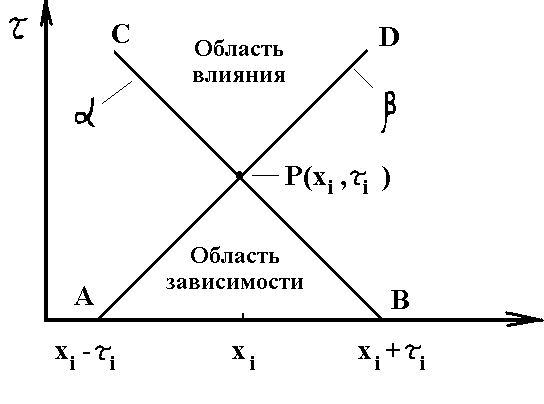 τ
C
D
Область
влияния
α
β
P(xᵢ, τᵢ )
Область
зависимости
A
B
xᵢ - τᵢ
xᵢ
xᵢ + τᵢ